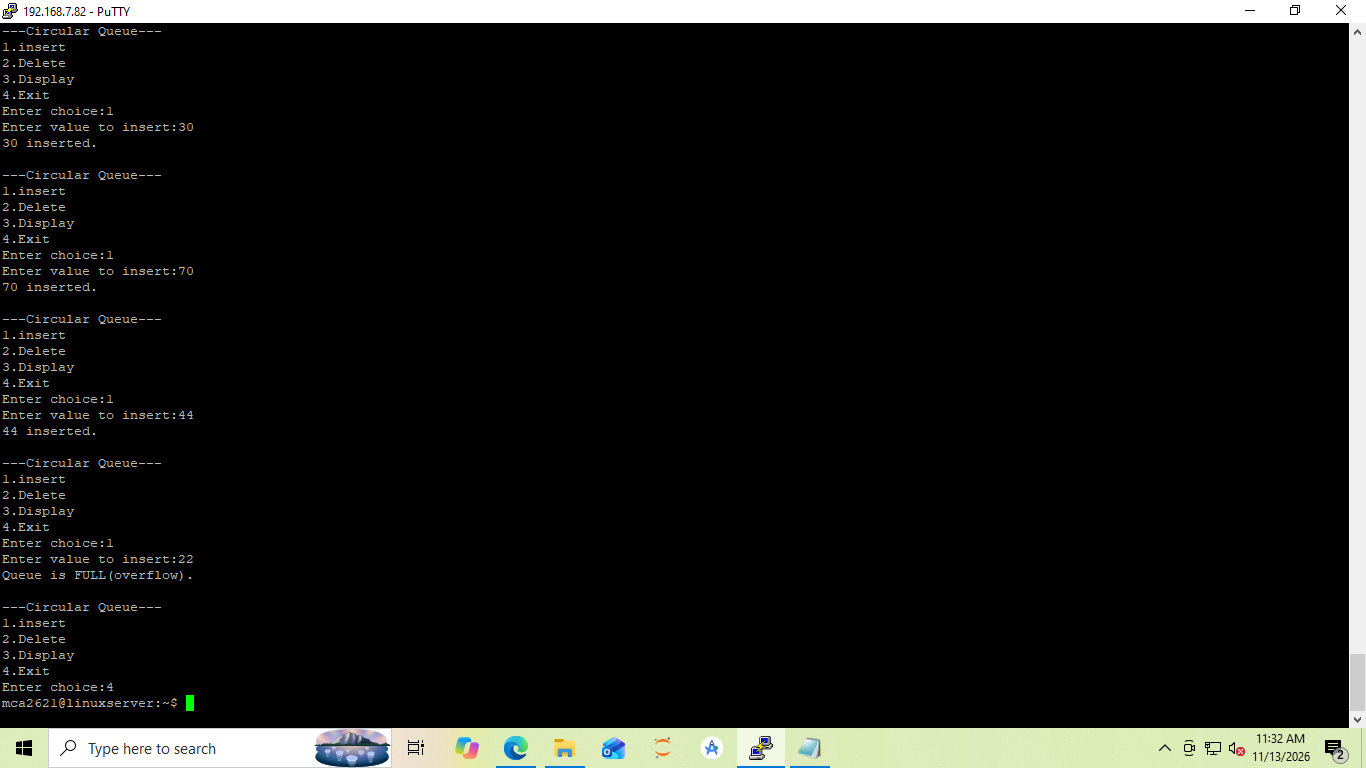 192.168.7.82 - PuTTY
---Circular Queue---
1.insert
2.Delete
3.Display
4.Exit
Enter choice:1
Enter value to insert:30
30 inserted.
---Circular Queue---
1.insert
2.Delete
3.Display
4.Exit
Enter choice:1
Enter value to insert:70
70 inserted.
---Circular Queue---
1.insert
2.Delete
3.Display
4.Exit
Enter choice:1
Enter value to insert:44
44 inserted.
---Circular Queue---
1.insert
2.Delete
3.Display
4.Exit
Enter choice:1
Enter value to insert:22
Queue is FULL(overflow).
---Circular Queue---
1.insert
2.Delete
3.Display
4.Exit
Enter choice:4
mca2621@linuxserver:~$
Type here to search
11:32 AM
11/13/2026
2